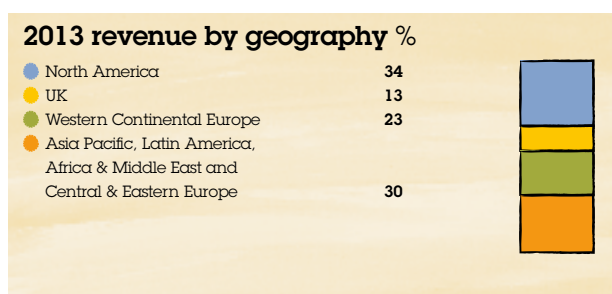 2013 revenue by geography %
North America 34
UK 13
Western Continental Europe 23
Asia Pacific, Latin America,
Africa & Middle East and
Central & Eastern Europe 30